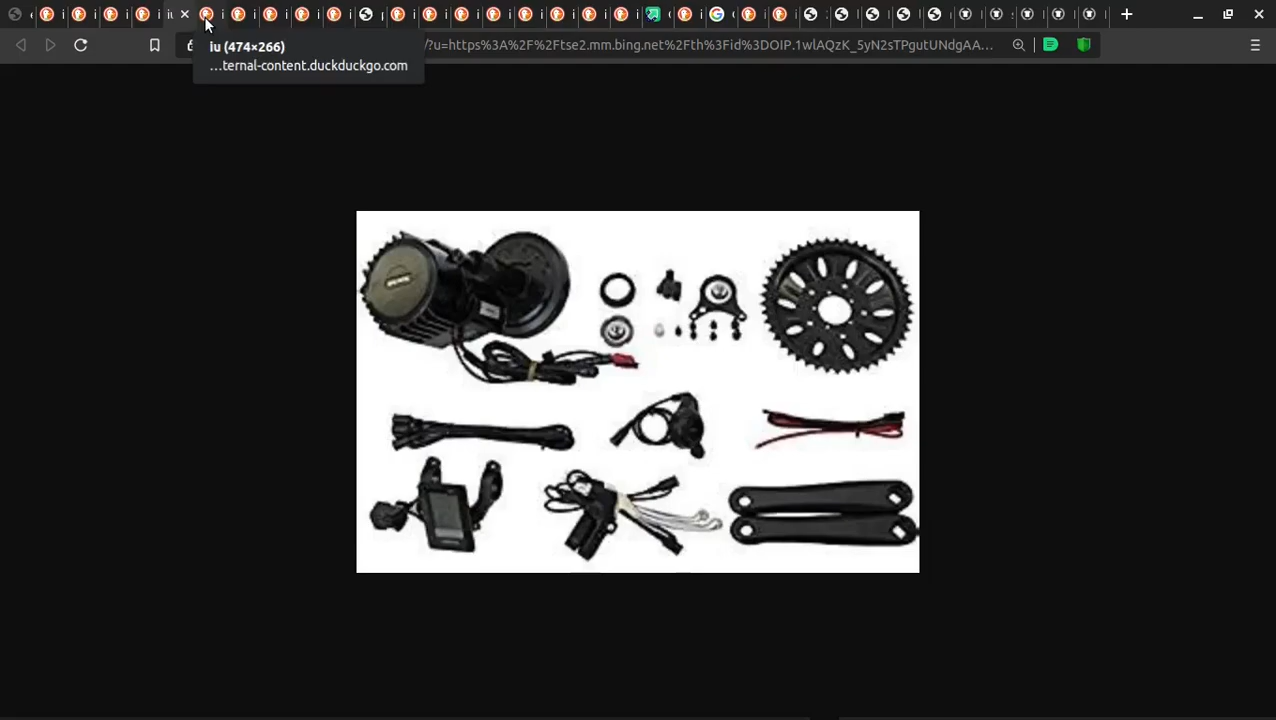 iu (474×266)
…ternal-content.duckduckgo.com
/?u=https%3A%2F%2Ftse2.mm.bing.net%2Fth%3Fid%3DOIP.1wlAQzK_5yN2sTPgutUNdgAA…